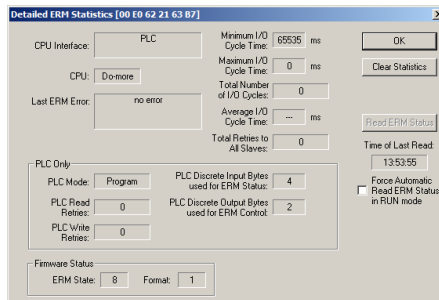 Detailed ERM Statistics [00 E0 62 21 63 B7]
CPU Interface: PLC
CPU: Do-more
Last ERM Error: no error
Minimum I/O Cycle Time: 65535 ms
Maximum I/O Cycle Time: 0 ms
Total Number of I/O Cycles: 0
Average I/O Cycle Time: --- ms
Total Retries to All Slaves: 0
OK
Clear Statistics
Read ERM Status
Time of Last Read:
13:53:55
Force Automatic Read ERM Status in RUN mode
PLC Only
PLC Mode: Program
PLC Read Retries: 0
PLC Write Retries: 0
PLC Discrete Input Bytes used for ERM Status: 4
PLC Discrete Output Bytes used for ERM Control: 2
Firmware Status
ERM State: 8 Format: 1